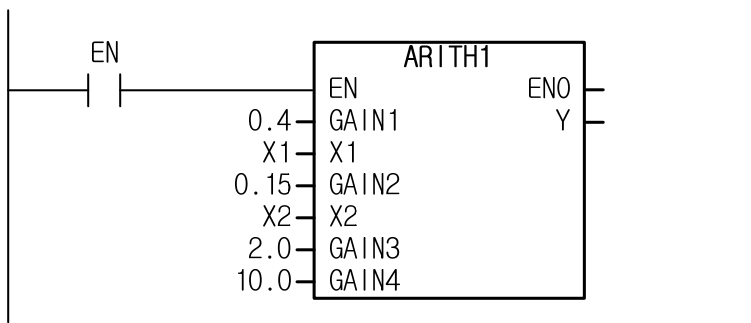 EN
ARITH1
EN ENO
0.4 GAIN1 Y
X1 X1
0.15 GAIN2
X2 X2
2.0 GAIN3
10.0 GAIN4